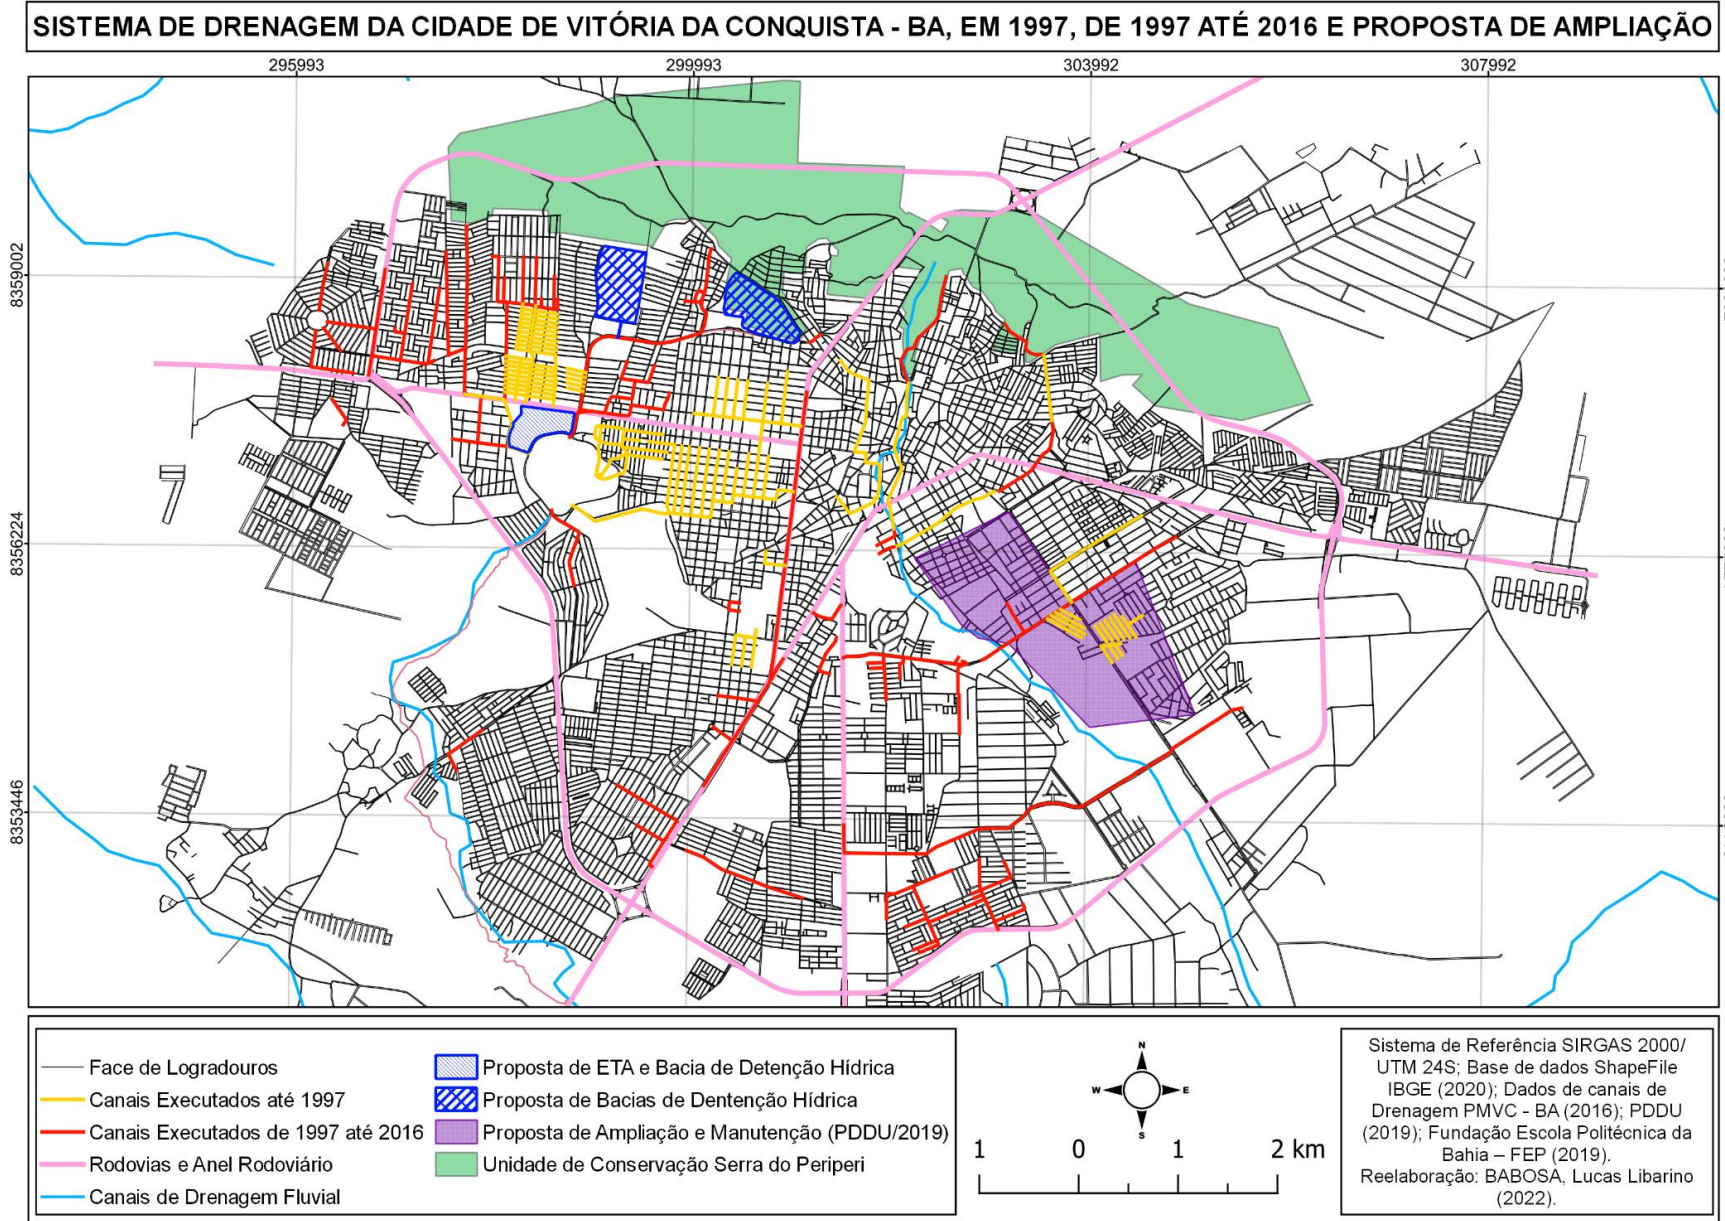 SISTEMA DE DRENAGEM DA CIDADE DE VITÓRIA DA CONQUISTA - BA, EM 1997, DE 1997 ATÉ 2016 E PROPOSTA DE AMPLIAÇÃO
295993
299993
303992
307992
8359002
8356224
8353446
Face de Logradouros
Canais Executados até 1997
Canais Executados de 1997 até 2016
Rodovias e Anel Rodoviário
Canais de Drenagem Fluvial
Proposta de ETA e Bacia de Detenção Hídrica
Proposta de Bacias de Dentenção Hídrica
Proposta de Ampliação e Manutenção (PDDU/2019)
Unidade de Conservação Serra do Periperi
N
W
E
S
1 0 1 2 km
Sistema de Referência SIRGAS 2000/
UTM 24S; Base de dados ShapeFile
IBGE (2020); Dados de canais de
Drenagem PMVC - BA (2016); PDDU
(2019); Fundação Escola Politécnica da
Bahia – FEP (2019).
Reelaboração: BABOSA, Lucas Libarino
(2022).